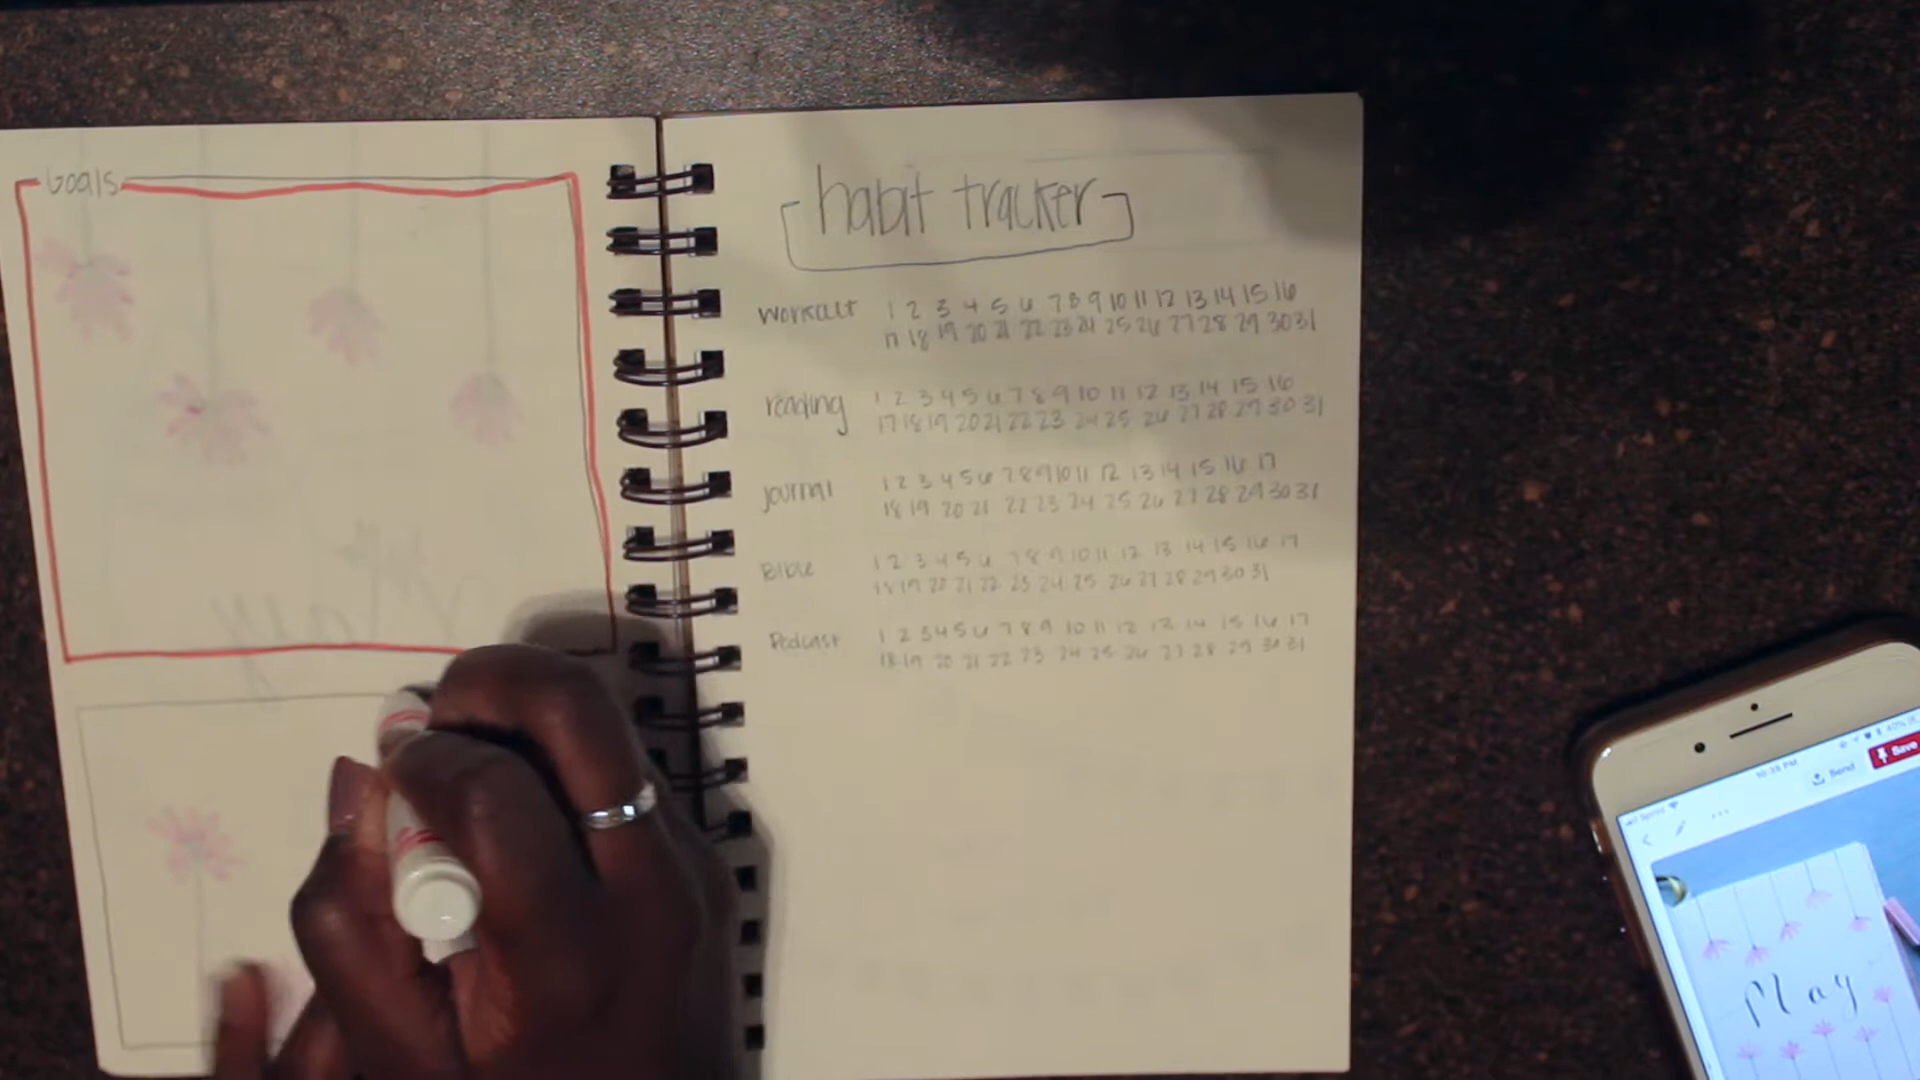 Goals
habit tracker
workout 1 2 3 4 5 6 7 8 9 10 11 12 13 14 15 16
17 18 19 20 21 22 23 24 25 26 27 28 29 30 31
reading 1 2 3 4 5 6 7 8 9 10 11 12 13 14 15 16
17 18 19 20 21 22 23 24 25 26 27 28 29 30 31
journal 1 2 3 4 5 6 7 8 9 10 11 12 13 14 15 16 17
18 19 20 21 22 23 24 25 26 27 28 29 30 31
Bible 1 2 3 4 5 6 7 8 9 10 11 12 13 14 15 16 17
18 19 20 21 22 23 24 25 26 27 28 29 30 31
Podcast 1 2 3 4 5 6 7 8 9 10 11 12 13 14 15 16 17
18 19 20 21 22 23 24 25 26 27 28 29 30 31
Sprint
Send
Save
May